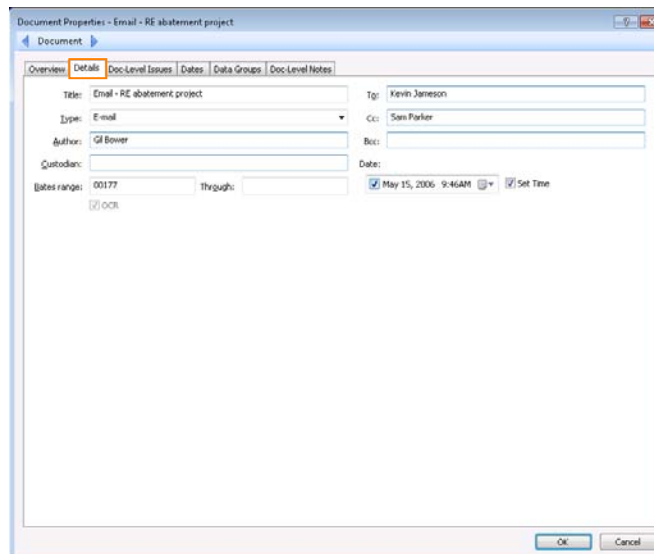 Document Properties - Email - RE abatement project
Document
Overview Details Doc-Level Issues Dates Data Groups Doc-Level Notes
Title: Email - RE abatement project To: Kevin Jameson
Type: E-mail Cc: Sam Parker
Author: Gil Bower Bcc:
Custodian: Date:
Bates range: 00177 Through: May 15, 2006 9:46AM Set Time
OCR
OK Cancel